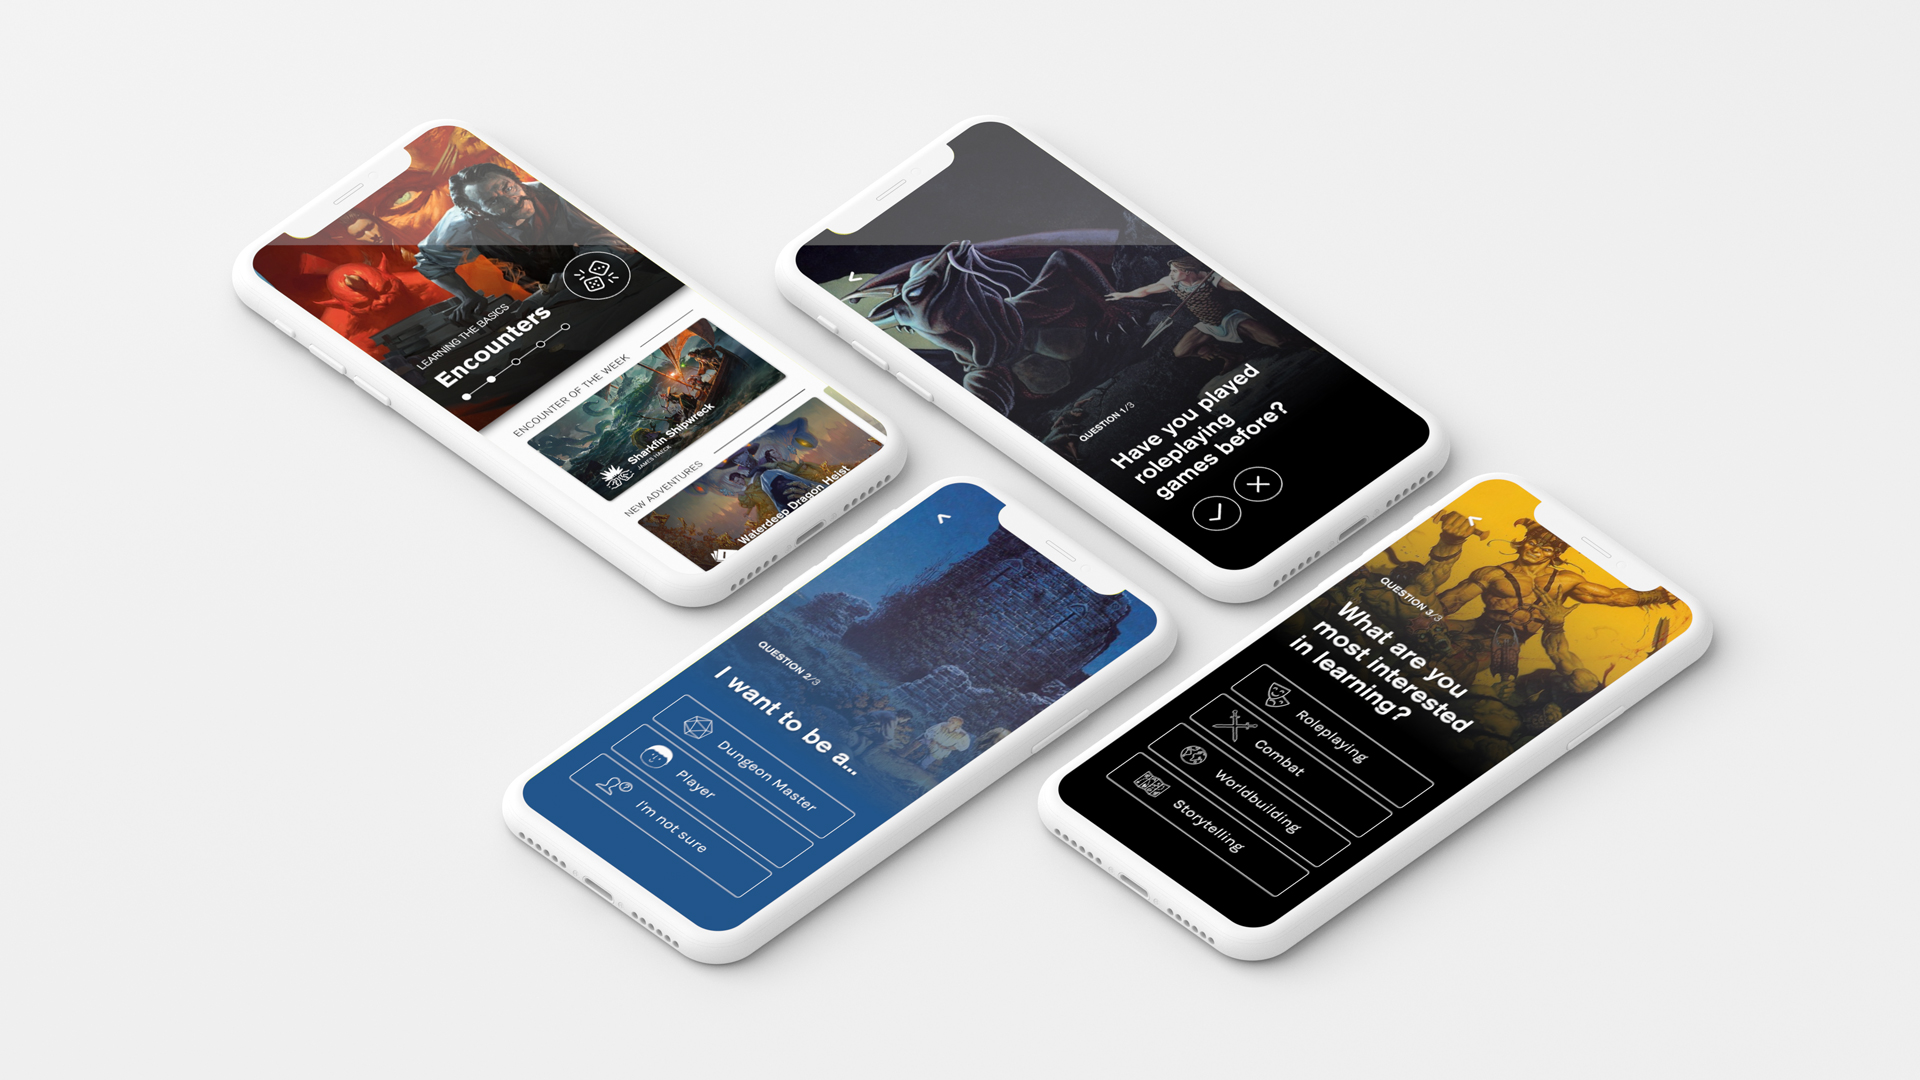 LEARNING THE BASICS
Encounters
ENCOUNTER OF THE WEEK
Sharkfin Shipwreck
JAMES HAECK
NEW ADVENTURES
Waterdeep Dragon Heist
QUESTION 1/3
Have you played
roleplaying
games before?
QUESTION 2/3
I want to be a...
Dungeon Master
Player
I'm not sure
QUESTION 3/3
What are you
most interested
in learning?
Roleplaying
Combat
Worldbuilding
Storytelling